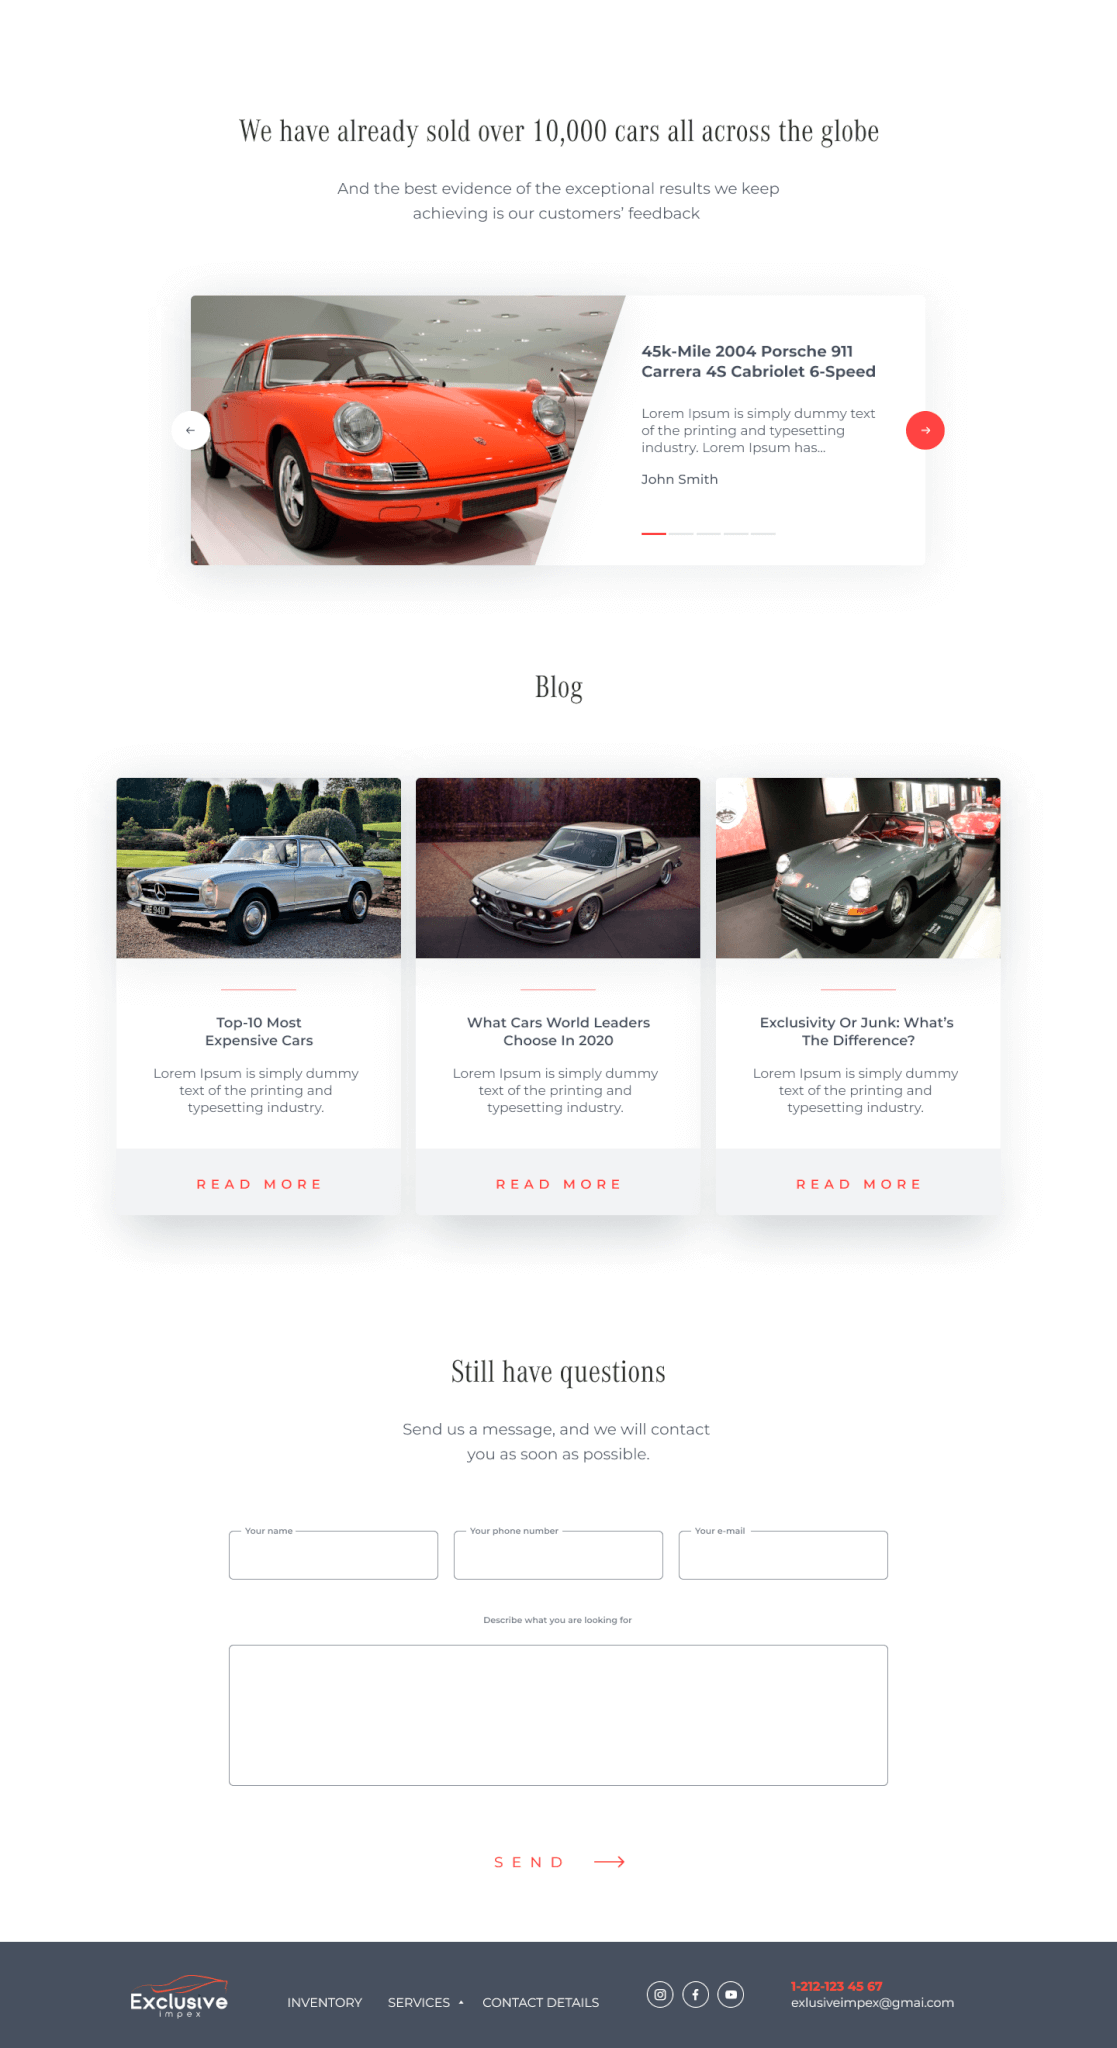 We have already sold over 10,000 cars all across the globe
And the best evidence of the exceptional results we keep
achieving is our customers’ feedback
45k-Mile 2004 Porsche 911
Carrera 4S Cabriolet 6-Speed
Lorem Ipsum is simply dummy text
of the printing and typesetting
industry. Lorem Ipsum has...
John Smith
Blog
Top-10 Most
Expensive Cars
Lorem Ipsum is simply dummy
text of the printing and
typesetting industry.
READ MORE
What Cars World Leaders
Choose In 2020
Lorem Ipsum is simply dummy
text of the printing and
typesetting industry.
READ MORE
Exclusivity Or Junk: What’s
The Difference?
Lorem Ipsum is simply dummy
text of the printing and
typesetting industry.
READ MORE
Still have questions
Send us a message, and we will contact
you as soon as possible.
Your name
Your phone number
Your e-mail
Describe what you are looking for
SEND
Exclusive
Impex
INVENTORY
SERVICES
CONTACT DETAILS
1-212-123 45 67
exlusiveimpex@gmai.com